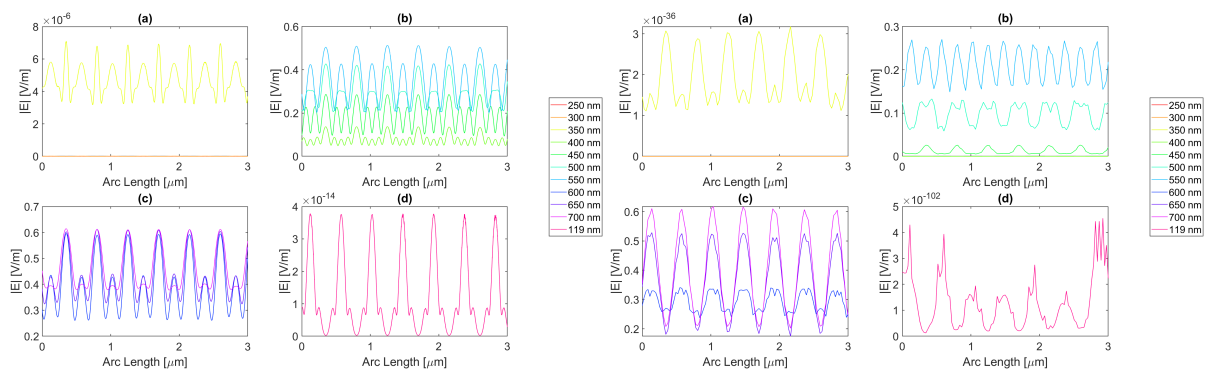 (a)
×10^-6
8
6
4
2
0
|E| [V/m]
0 1 2 3
Arc Length [μm]
(b)
0.6
0.4
0.2
0
|E| [V/m]
0 1 2 3
Arc Length [μm]
(c)
0.7
0.6
0.5
0.4
0.3
0.2
|E| [V/m]
0 1 2 3
Arc Length [μm]
(d)
4 ×10^-14
3
2
1
0
|E| [V/m]
0 1 2 3
Arc Length [μm]
250 nm
300 nm
350 nm
400 nm
450 nm
500 nm
550 nm
600 nm
650 nm
700 nm
119 nm
(a)
×10^-36
3
2
1
0
|E| [V/m]
0 1 2 3
Arc Length [μm]
(b)
0.3
0.2
0.1
0
|E| [V/m]
0 1 2 3
Arc Length [μm]
(c)
0.6
0.5
0.4
0.3
0.2
|E| [V/m]
0 1 2 3
Arc Length [μm]
(d)
5 ×10^-102
4
3
2
1
0
|E| [V/m]
0 1 2 3
Arc Length [μm]
250 nm
300 nm
350 nm
400 nm
450 nm
500 nm
550 nm
600 nm
650 nm
700 nm
119 nm